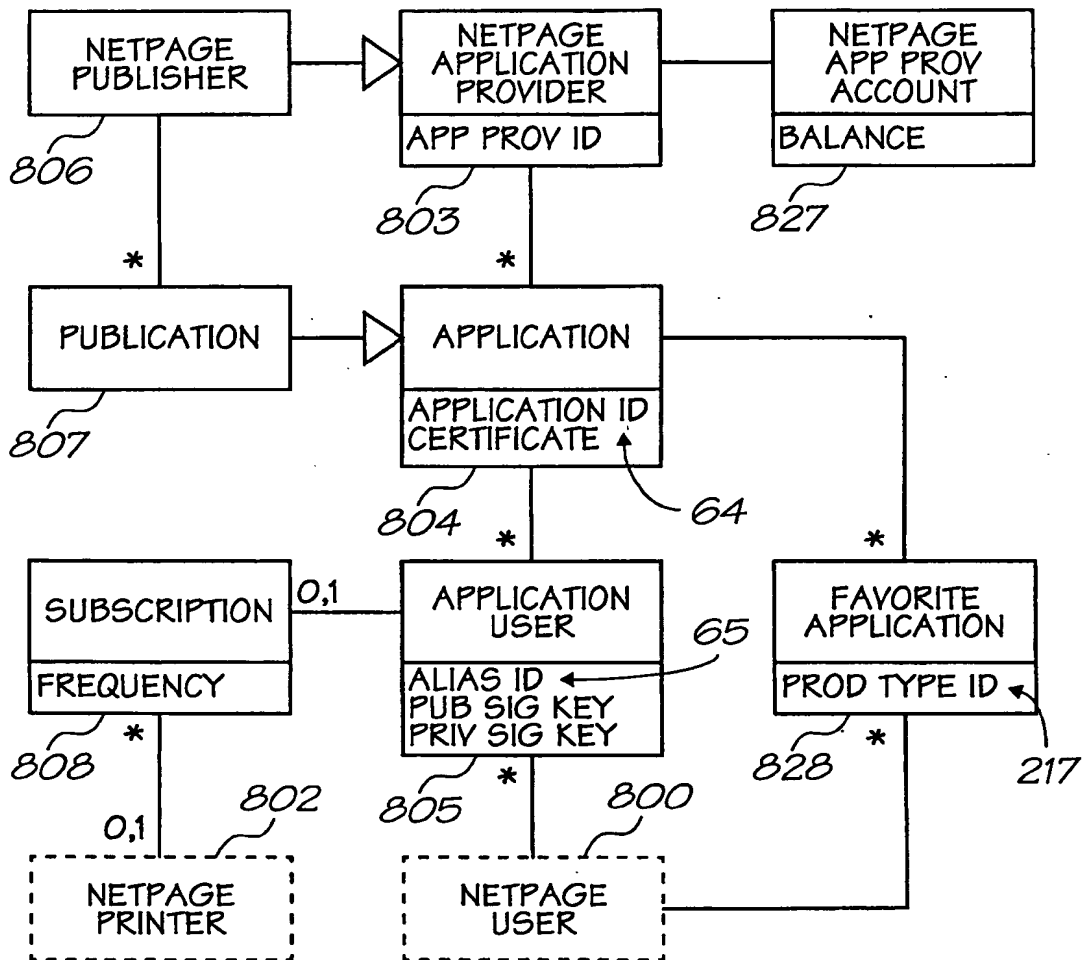 NETPAGE
PUBLISHER
NETPAGE
APPLICATION
PROVIDER
APP PROV ID
NETPAGE
APP PROV
ACCOUNT
BALANCE
806
803
827
*
*
PUBLICATION
APPLICATION
APPLICATION ID
CERTIFICATE
807
804
64
*
*
SUBSCRIPTION
FREQUENCY
0,1
APPLICATION
USER
ALIAS ID
PUB SIG KEY
PRIV SIG KEY
65
FAVORITE
APPLICATION
PROD TYPE ID
*
808
805
*
828
*
217
802
800
0,1
NETPAGE
PRINTER
NETPAGE
USER